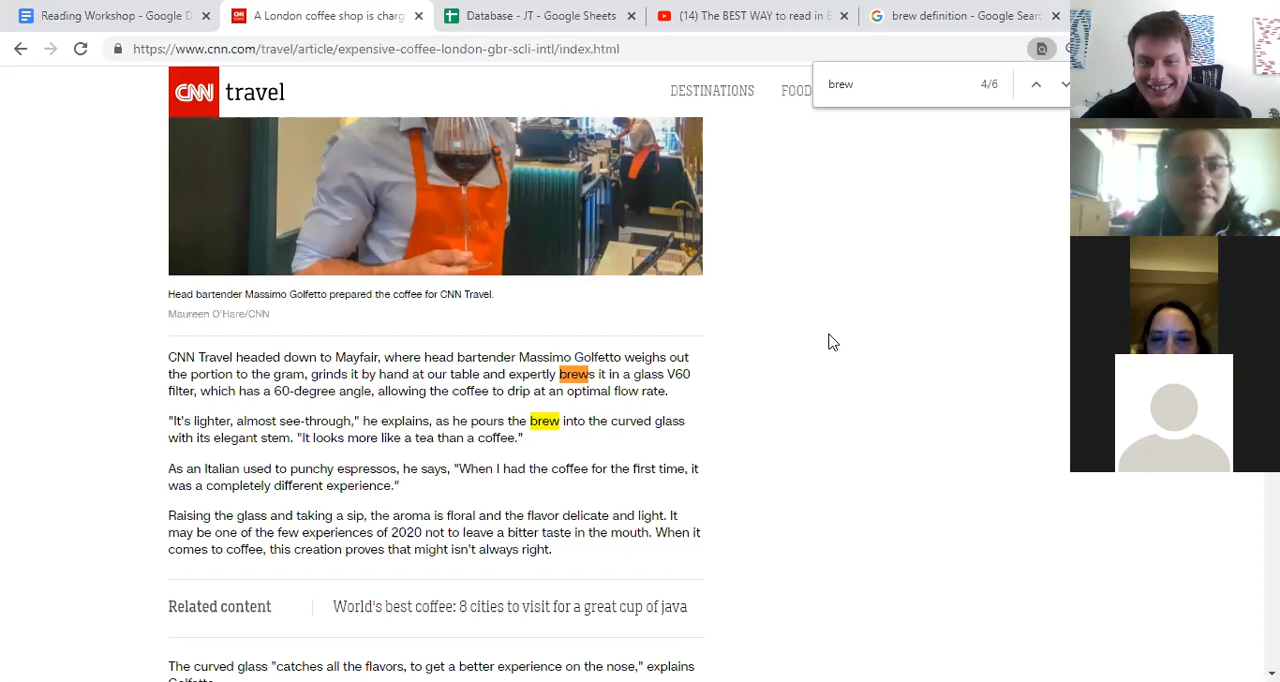 Reading Workshop - Google D
A London coffee shop is charg
Database - JT - Google Sheets
(14) The BEST WAY to read in E
brew definition - Google Sear
https://www.cnn.com/travel/article/expensive-coffee-london-gbr-scli-intl/index.html
CNN travel
DESTINATIONS
FOOD
brew
4/6
Head bartender Massimo Golfetto prepared the coffee for CNN Travel.
Maureen O'Hare/CNN
CNN Travel headed down to Mayfair, where head bartender Massimo Golfetto weighs out
the portion to the gram, grinds it by hand at our table and expertly brews it in a glass V60
filter, which has a 60-degree angle, allowing the coffee to drip at an optimal flow rate.
"It's lighter, almost see-through," he explains, as he pours the brew into the curved glass
with its elegant stem. "It looks more like a tea than a coffee."
As an Italian used to punchy espressos, he says, "When I had the coffee for the first time, it
was a completely different experience."
Raising the glass and taking a sip, the aroma is floral and the flavor delicate and light. It
may be one of the few experiences of 2020 not to leave a bitter taste in the mouth. When it
comes to coffee, this creation proves that might isn't always right.
Related content
World's best coffee: 8 cities to visit for a great cup of java
The curved glass "catches all the flavors, to get a better experience on the nose," explains